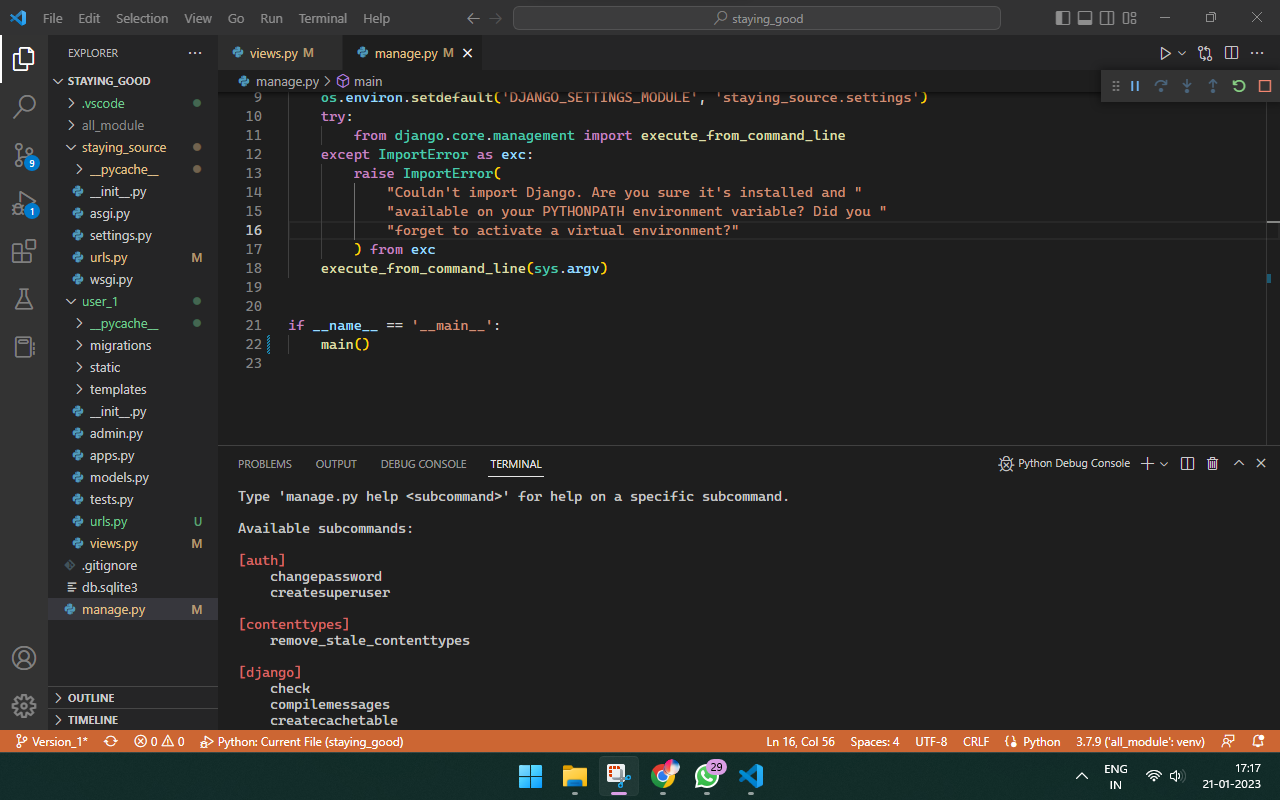 File Edit Selection View Go Run Terminal Help
staying_good
EXPLORER
STAYING_GOOD
.vscode
all_module
staying_source
__pycache__
__init__.py
asgi.py
settings.py
urls.py M
wsgi.py
user_1
__pycache__
migrations
static
templates
__init__.py
admin.py
apps.py
models.py
tests.py
urls.py U
views.py M
.gitignore
db.sqlite3
manage.py M
OUTLINE
TIMELINE
9
1
views.py M
manage.py M
manage.py > main
9 os.environ.setdefault('DJANGO_SETTINGS_MODULE', 'staying_source.settings')
10 try:
11 from django.core.management import execute_from_command_line
12 except ImportError as exc:
13 raise ImportError(
14 "Couldn't import Django. Are you sure it's installed and "
15 "available on your PYTHONPATH environment variable? Did you "
16 "forget to activate a virtual environment?"
17 ) from exc
18 execute_from_command_line(sys.argv)
19
20
21 if __name__ == '__main__':
22 main()
23
PROBLEMS OUTPUT DEBUG CONSOLE TERMINAL
Python Debug Console
Type 'manage.py help <subcommand>' for help on a specific subcommand.
Available subcommands:
[auth]
changepassword
createsuperuser
[contenttypes]
remove_stale_contenttypes
[django]
check
compilemessages
createcachetable
Version_1* 0 0 Python: Current File (staying_good)
Ln 16, Col 56 Spaces: 4 UTF-8 CRLF Python 3.7.9 ('all_module': venv)
29
ENG
IN
17:17
21-01-2023